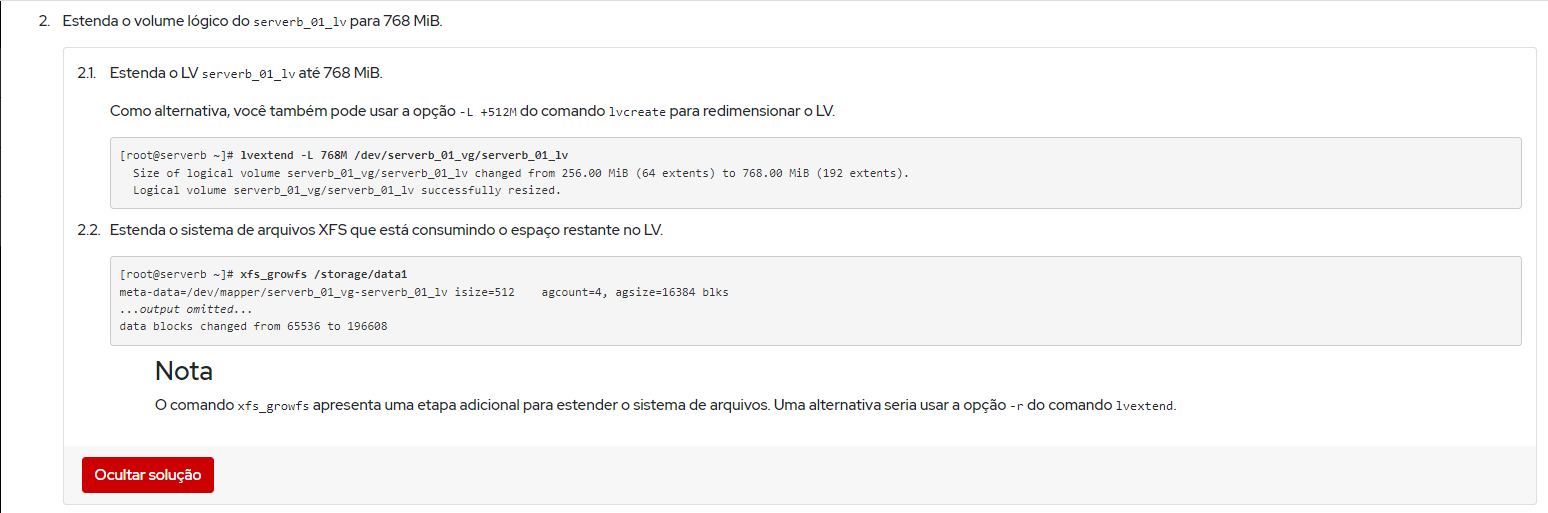 2. Estenda o volume lógico do serverb_01_lv para 768 MiB.
2.1. Estenda o LV serverb_01_lv até 768 MiB.
Como alternativa, você também pode usar a opção -L +512M do comando lvcreate para redimensionar o LV.
[root@serverb ~]# lvextend -L 768M /dev/serverb_01_vg/serverb_01_lv
  Size of logical volume serverb_01_vg/serverb_01_lv changed from 256.00 MiB (64 extents) to 768.00 MiB (192 extents).
  Logical volume serverb_01_vg/serverb_01_lv successfully resized.
2.2. Estenda o sistema de arquivos XFS que está consumindo o espaço restante no LV.
[root@serverb ~]# xfs_growfs /storage/data1
meta-data=/dev/mapper/serverb_01_vg-serverb_01_lv isize=512    agcount=4, agsize=16384 blks
...output omitted...
data blocks changed from 65536 to 196608
Nota
O comando xfs_growfs apresenta uma etapa adicional para estender o sistema de arquivos. Uma alternativa seria usar a opção -r do comando lvextend.
Ocultar solução